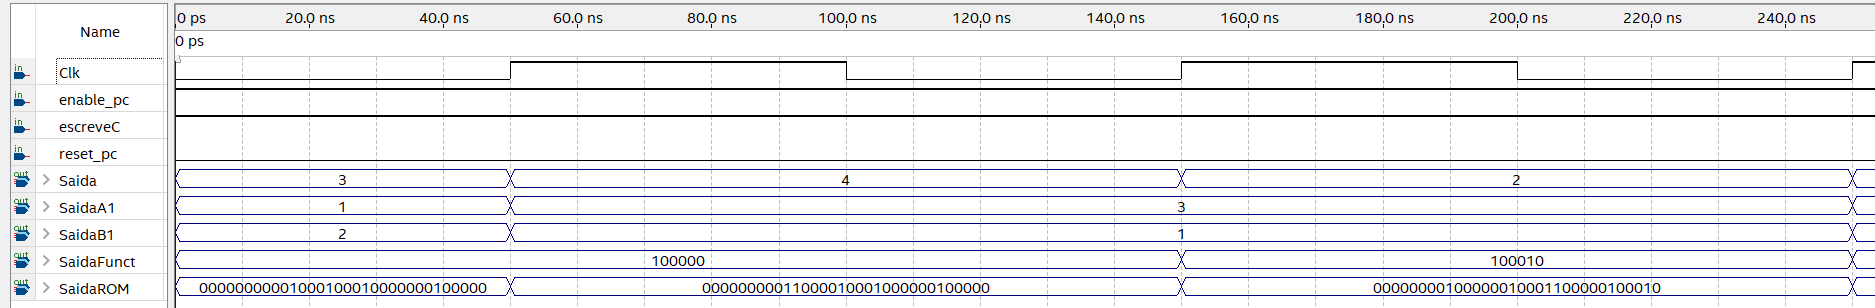 Name
0 ps 20.0 ns 40.0 ns 60.0 ns 80.0 ns 100.0 ns 120.0 ns 140.0 ns 160.0 ns 180.0 ns 200.0 ns 220.0 ns 240.0 ns
0 ps
in Clk
in enable_pc
in escreveC
in reset_pc
out > Saida 3 4 2
out > SaidaA1 1 3
out > SaidaB1 2 1
out > SaidaFunct 100000 100010
out > SaidaROM 00000000001000100010000000100000 00000000011000010001000000100000 00000000100000010001100000100010